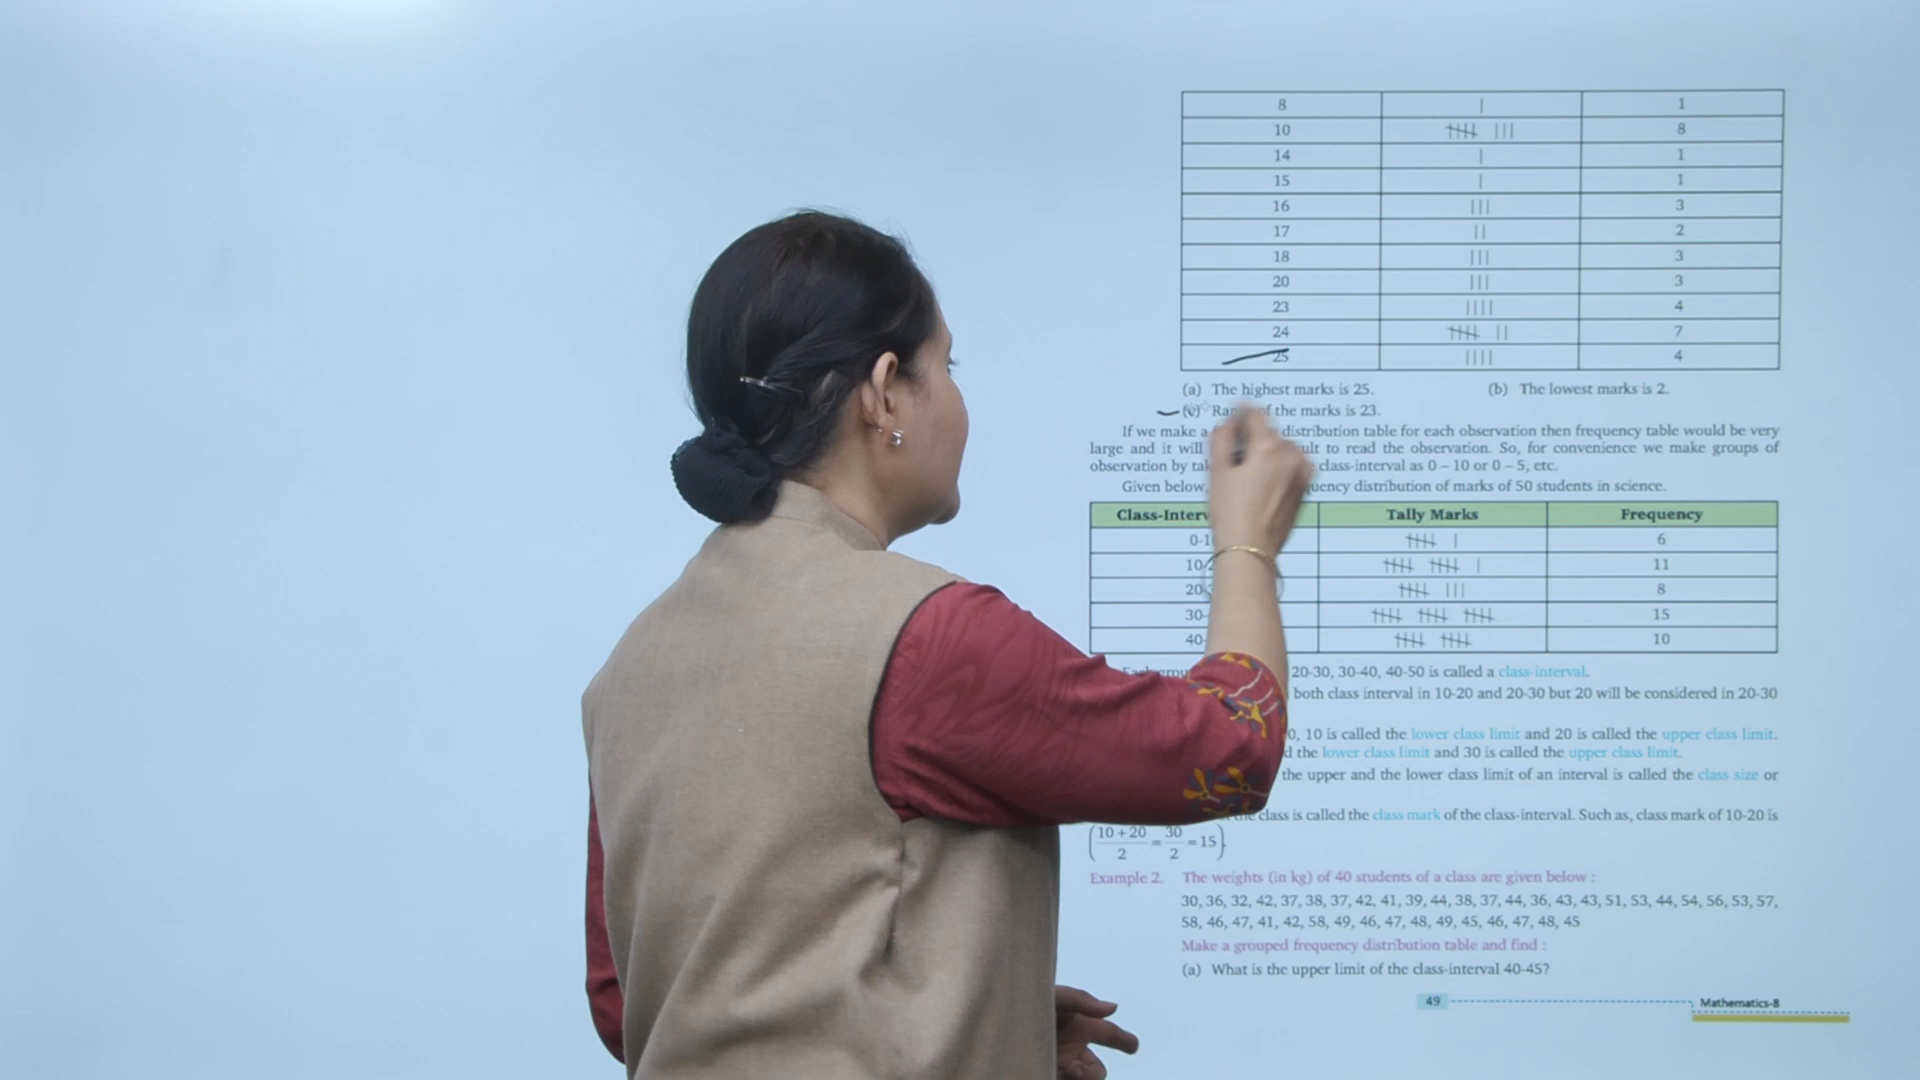 8 | 1
10 |||| ||| 8
14 | 1
15 | 1
16 ||| 3
17 || 2
18 ||| 3
20 ||| 3
23 |||| 4
24 |||| || 7
25 |||| 4
(a) The highest marks is 25. (b) The lowest marks is 2.
(c) of the marks is 23.
If we make a distribution table for each observation then frequency table would be very
large and it will to read the observation. So, for convenience we make groups of
observation by class-interval as 0 – 10 or 0 – 5, etc.
Given below distribution of marks of 50 students in science.
Tally Marks Frequency
|||| | 6
|||| |||| | 11
|||| ||| 8
|||| |||| |||| 15
|||| |||| 10
20-30, 30-40, 40-50 is called a class-interval.
both class interval in 10-20 and 20-30 but 20 will be considered in 20-30
10 is called the lower class limit and 20 is called the upper class limit.
the lower class limit and 30 is called the upper class limit.
the upper and the lower class limit of an interval is called the class size or
class is called the class mark of the class-interval. Such as, class mark of 10-20 is
(10 + 20 / 2 = 30 / 2 = 15).
Example 2. The weights (in kg) of 40 students of a class are given below :
30, 36, 32, 42, 37, 38, 37, 42, 41, 39, 44, 38, 37, 44, 36, 43, 43, 51, 53, 44, 54, 56, 53, 57,
58, 46, 47, 41, 42, 58, 49, 46, 47, 48, 49, 45, 46, 47, 48, 45
Make a grouped frequency distribution table and find :
(a) What is the upper limit of the class-interval 40-45?
49 Mathematics-8